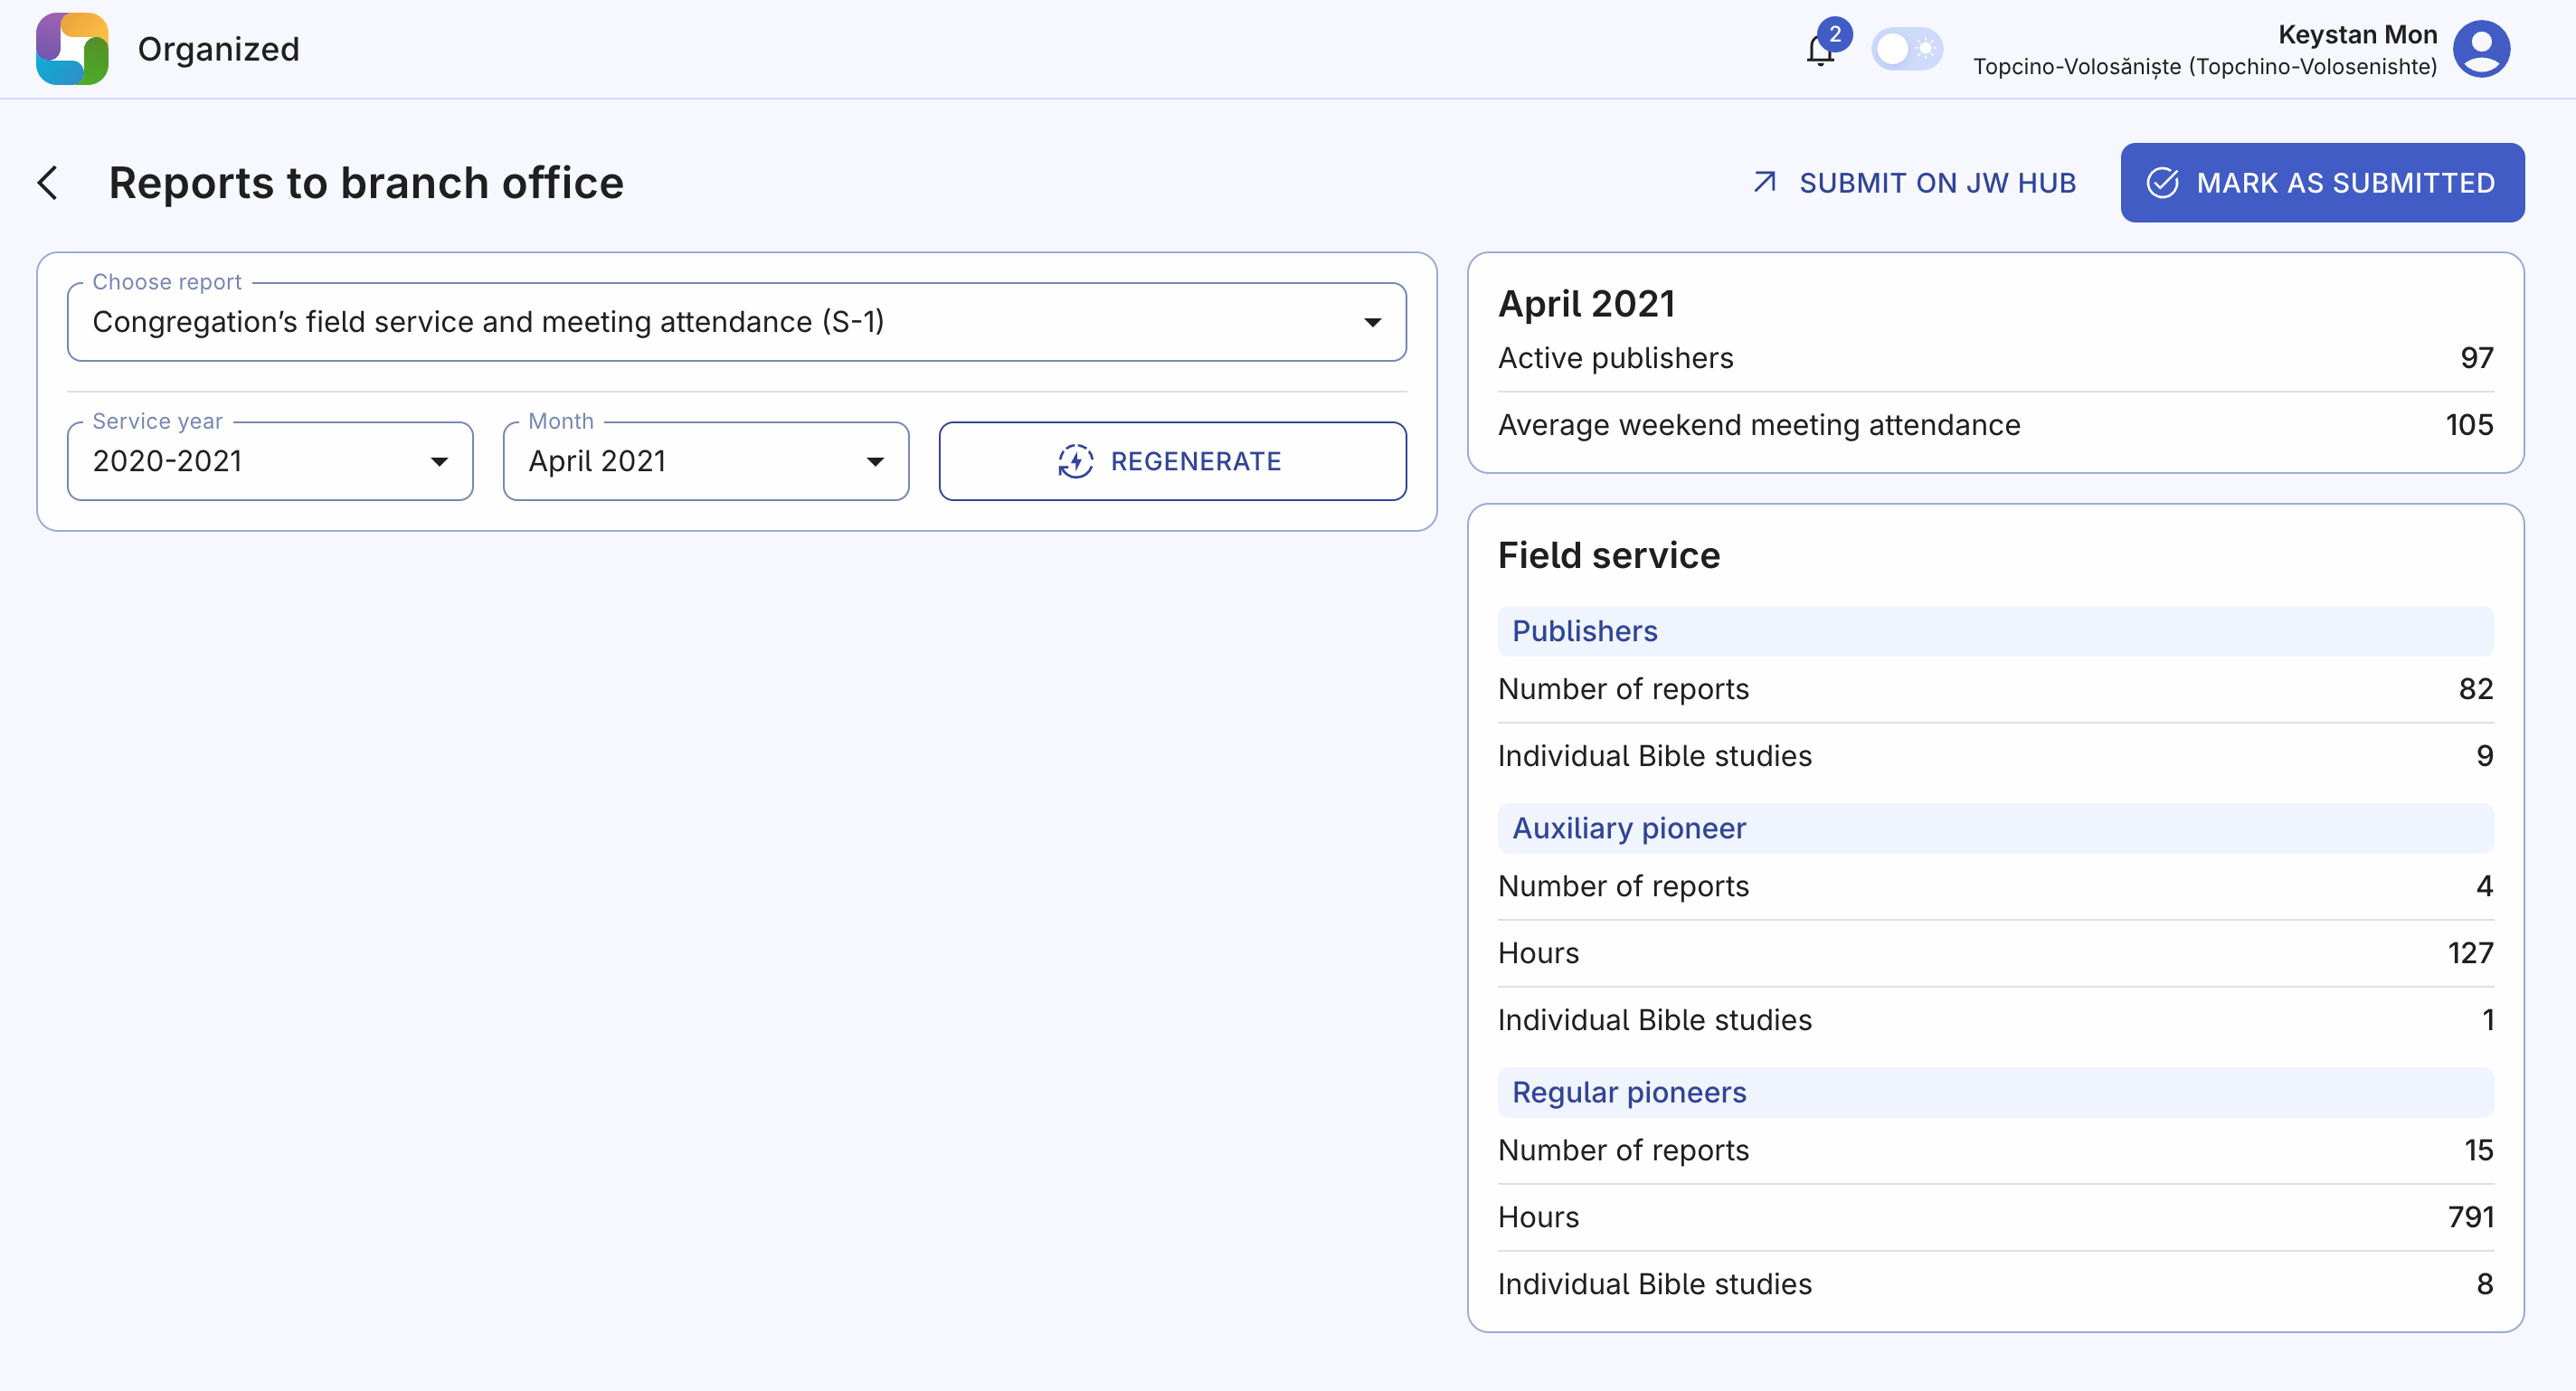 Organized
2
Keystan Mon
Topcino-Volosăniște (Topchino-Volosenishte)
Reports to branch office
SUBMIT ON JW HUB
MARK AS SUBMITTED
Choose report
Congregation’s field service and meeting attendance (S-1)
Service year
2020-2021
Month
April 2021
REGENERATE
April 2021
Active publishers 97
Average weekend meeting attendance 105
Field service
Publishers
Number of reports 82
Individual Bible studies 9
Auxiliary pioneer
Number of reports 4
Hours 127
Individual Bible studies 1
Regular pioneers
Number of reports 15
Hours 791
Individual Bible studies 8